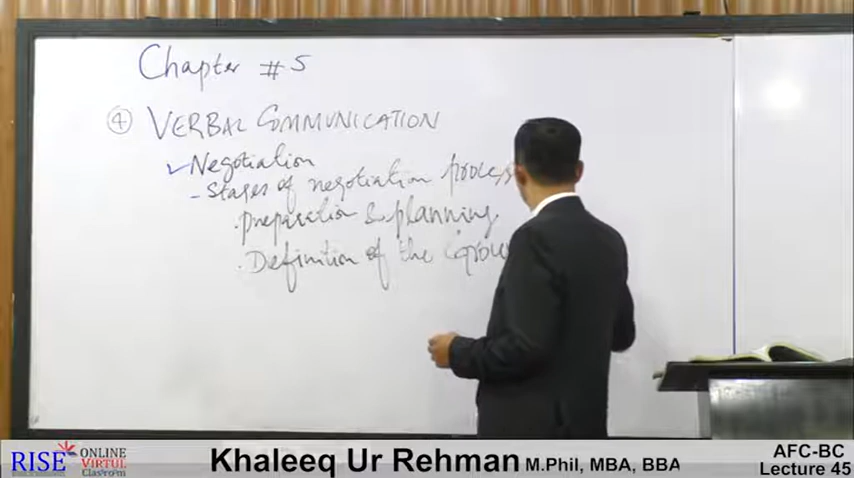 Chapter # 5
④ VERBAL COMMUNICATION
✓ Negotiation
- Stages of negotiation process
· Preparation & planning
· Definition of the
RISE ONLINE VIRTUL Classroom
Khaleeq Ur Rehman M.Phil, MBA, BBA
AFC-BC
Lecture 45